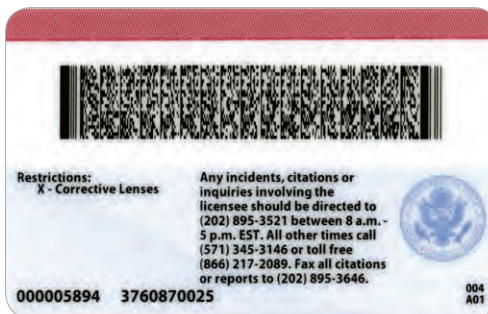 Restrictions:
X - Corrective Lenses
Any incidents, citations or
inquiries involving the
licensee should be directed to
(202) 895-3521 between 8 a.m. -
5 p.m. EST. All other times call
(571) 345-3146 or toll free
(866) 217-2089. Fax all citations
or reports to (202) 895-3646.
000005894 3760870025
004
A01